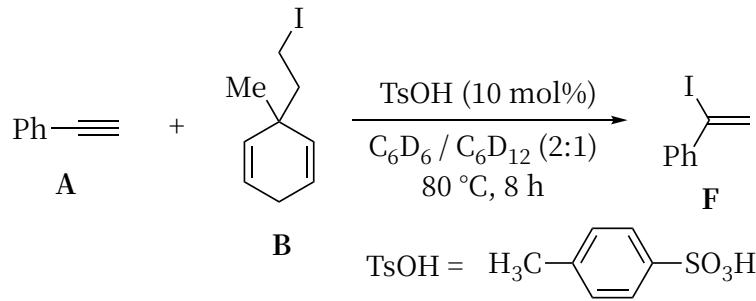 I
Me
TsOH (10 mol%)
I
Ph
+
C₆D₆ / C₆D₁₂ (2:1)
80 °C, 8 h
Ph
A
F
B
TsOH = H₃C SO₃H